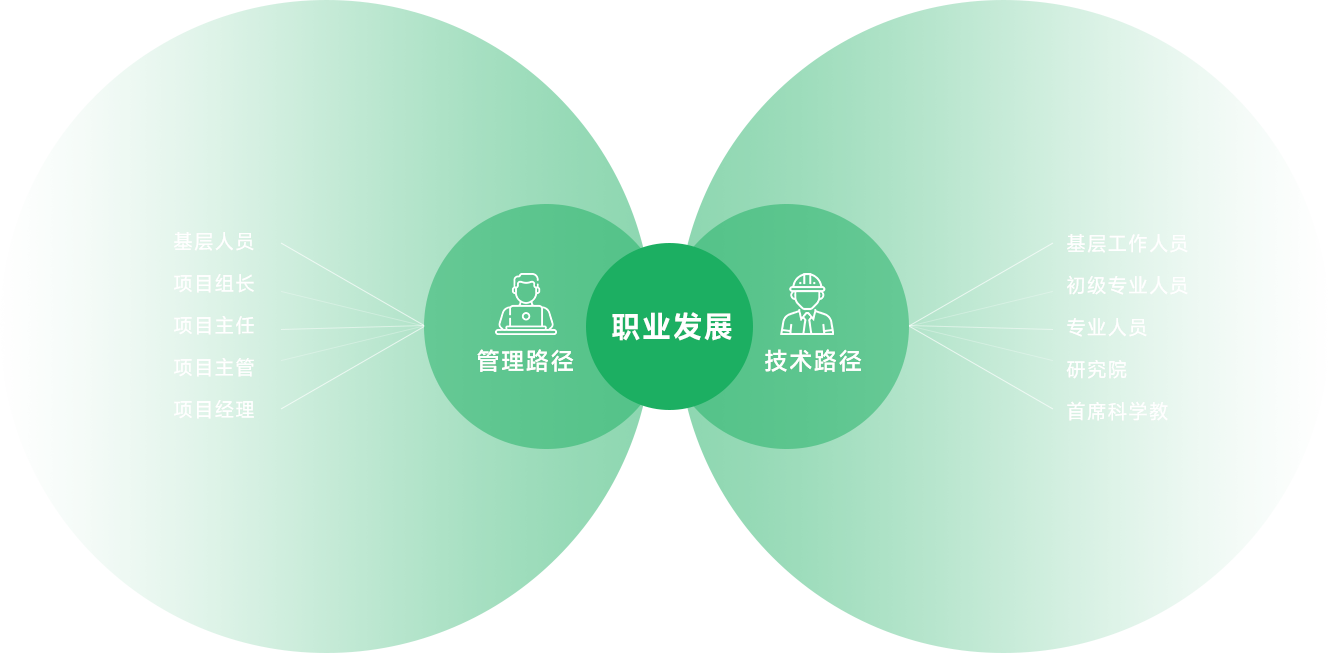 基层人员
项目组长
项目主任
项目主管
项目经理
管理路径
职业发展
技术路径
基层工作人员
初级专业人员
专业人员
研究院
首席科学教